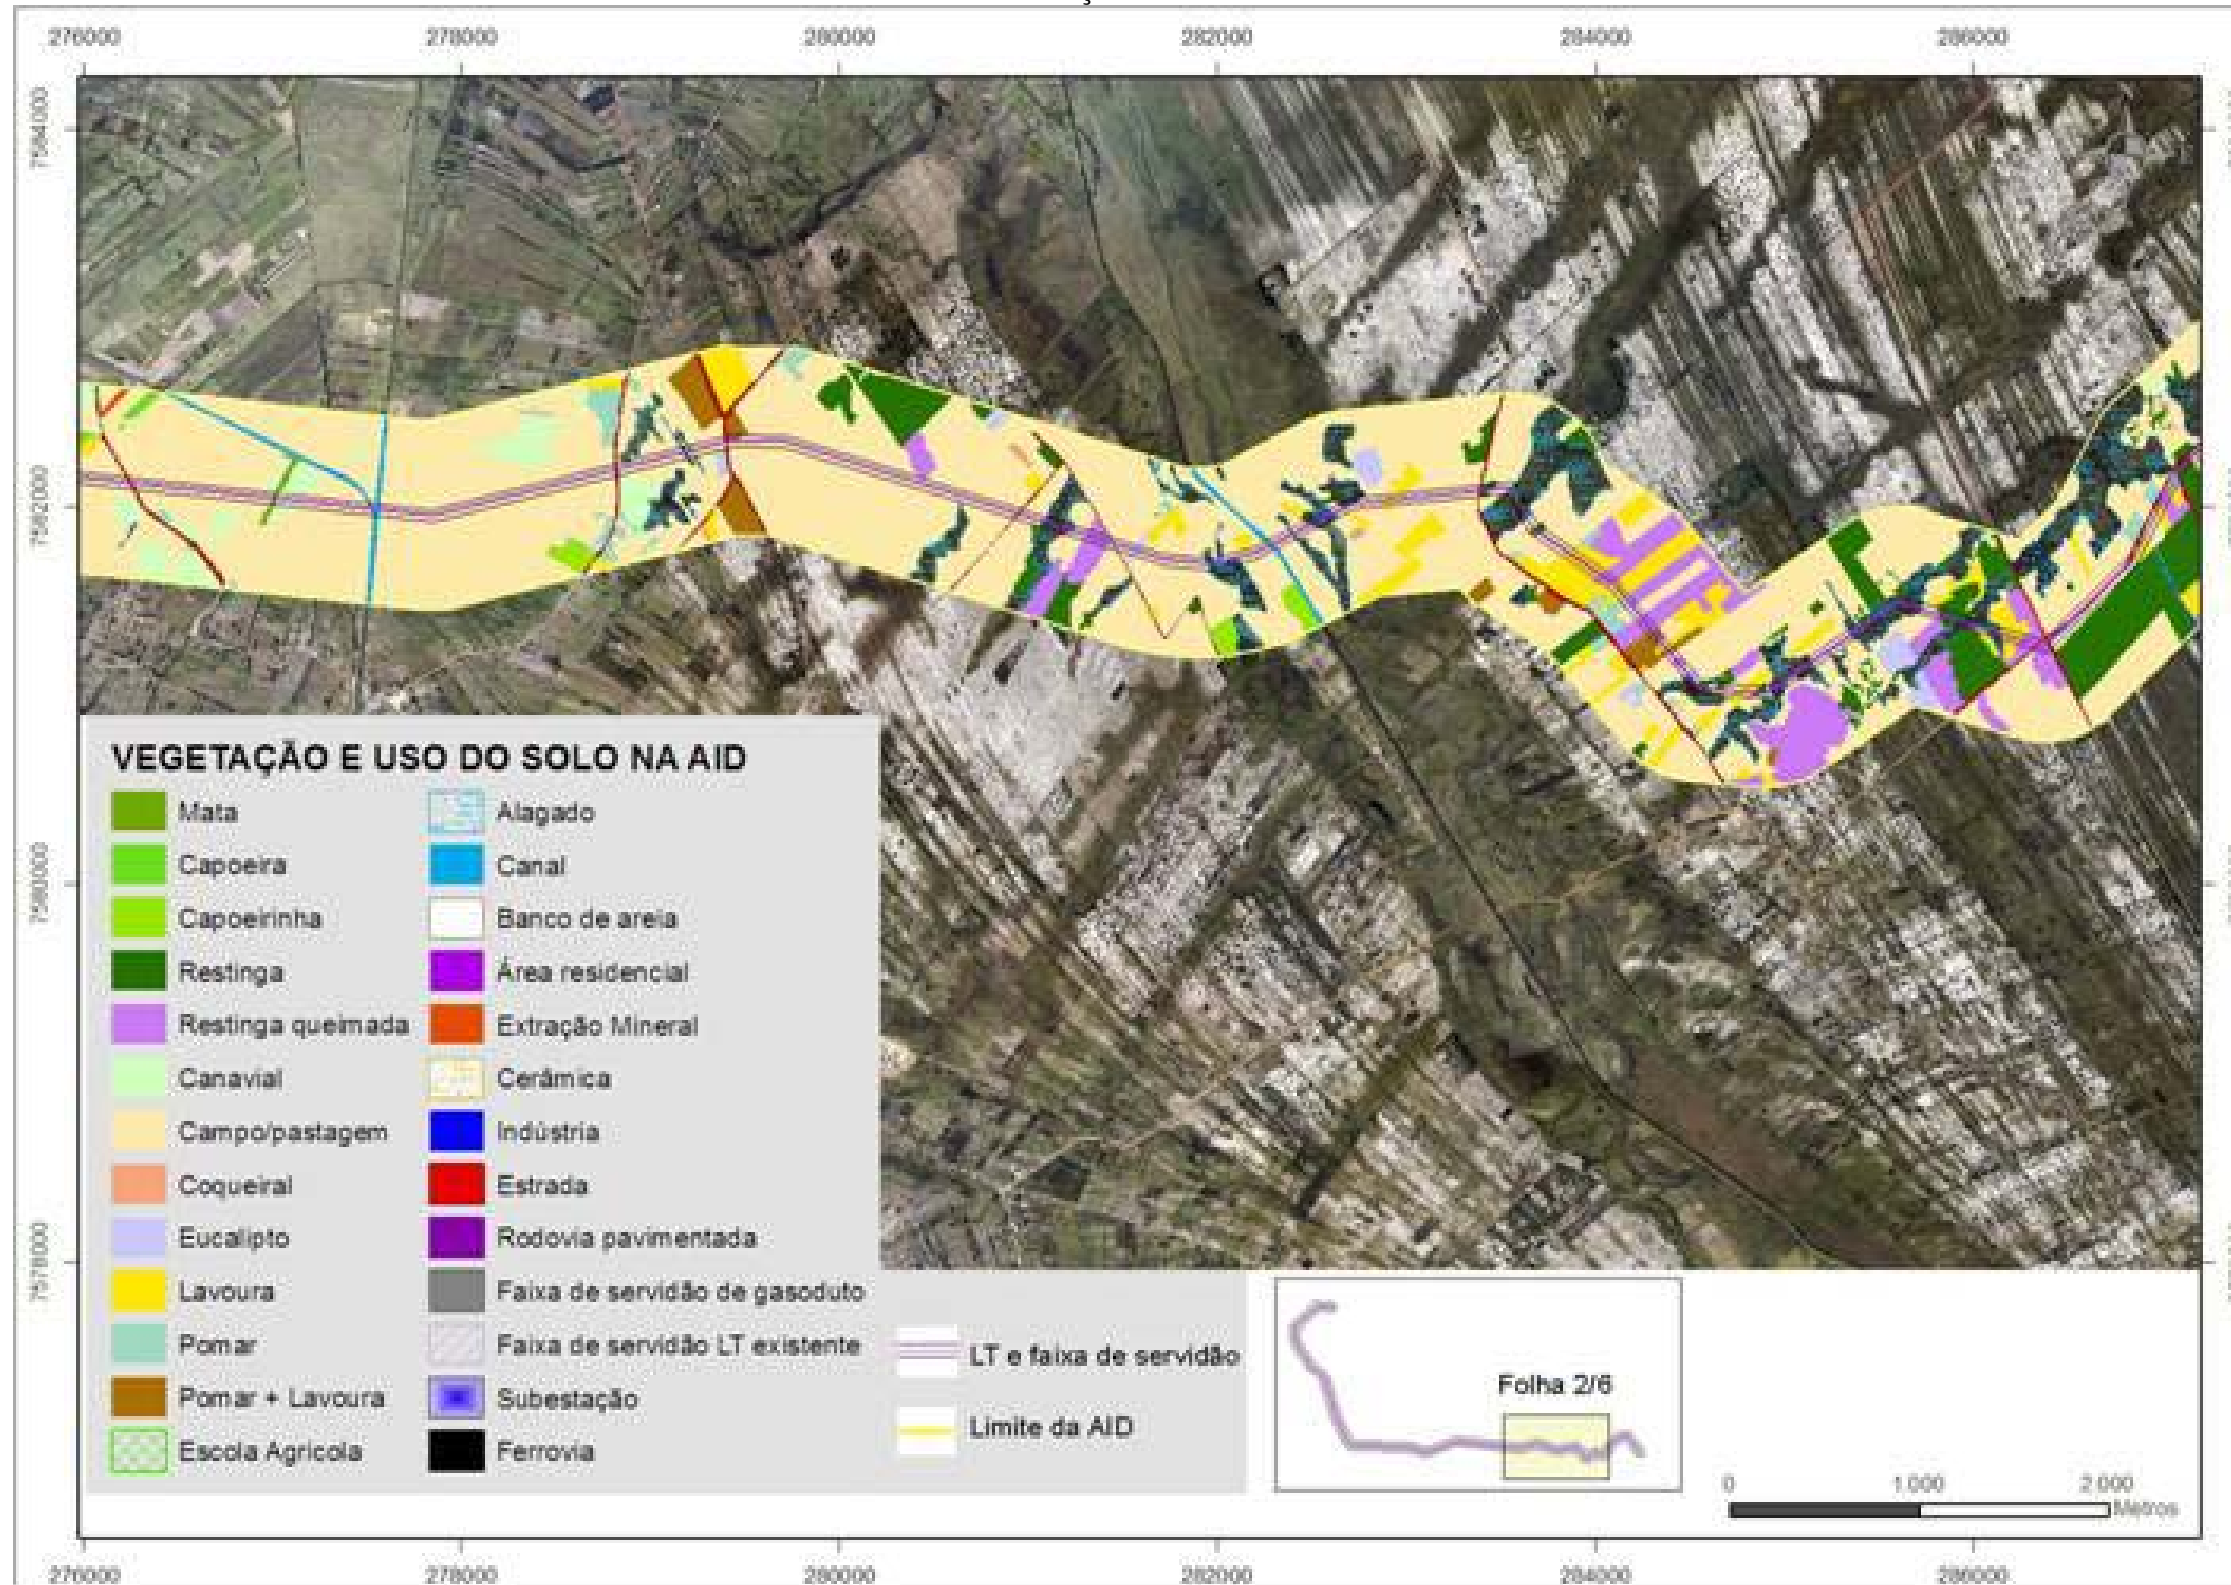 276000 278000 280000 282000 284000 286000
7584000
7582000
7580000
7578000
VEGETAÇÃO E USO DO SOLO NA AID
Mata
Capoeira
Capoeirinha
Restinga
Restinga queimada
Canavial
Campo/pastagem
Coqueiral
Eucalipto
Lavoura
Pomar
Pomar + Lavoura
Escola Agrícola
Alagado
Canal
Banco de areia
Área residencial
Extração Mineral
Cerâmica
Indústria
Estrada
Rodovia pavimentada
Faixa de servidão de gasoduto
Faixa de servidão LT existente
Subestação
Ferrovia
LT e faixa de servidão
Limite da AID
Folha 2/6
0 1.000 2.000
Metros
276000 278000 280000 282000 284000 286000